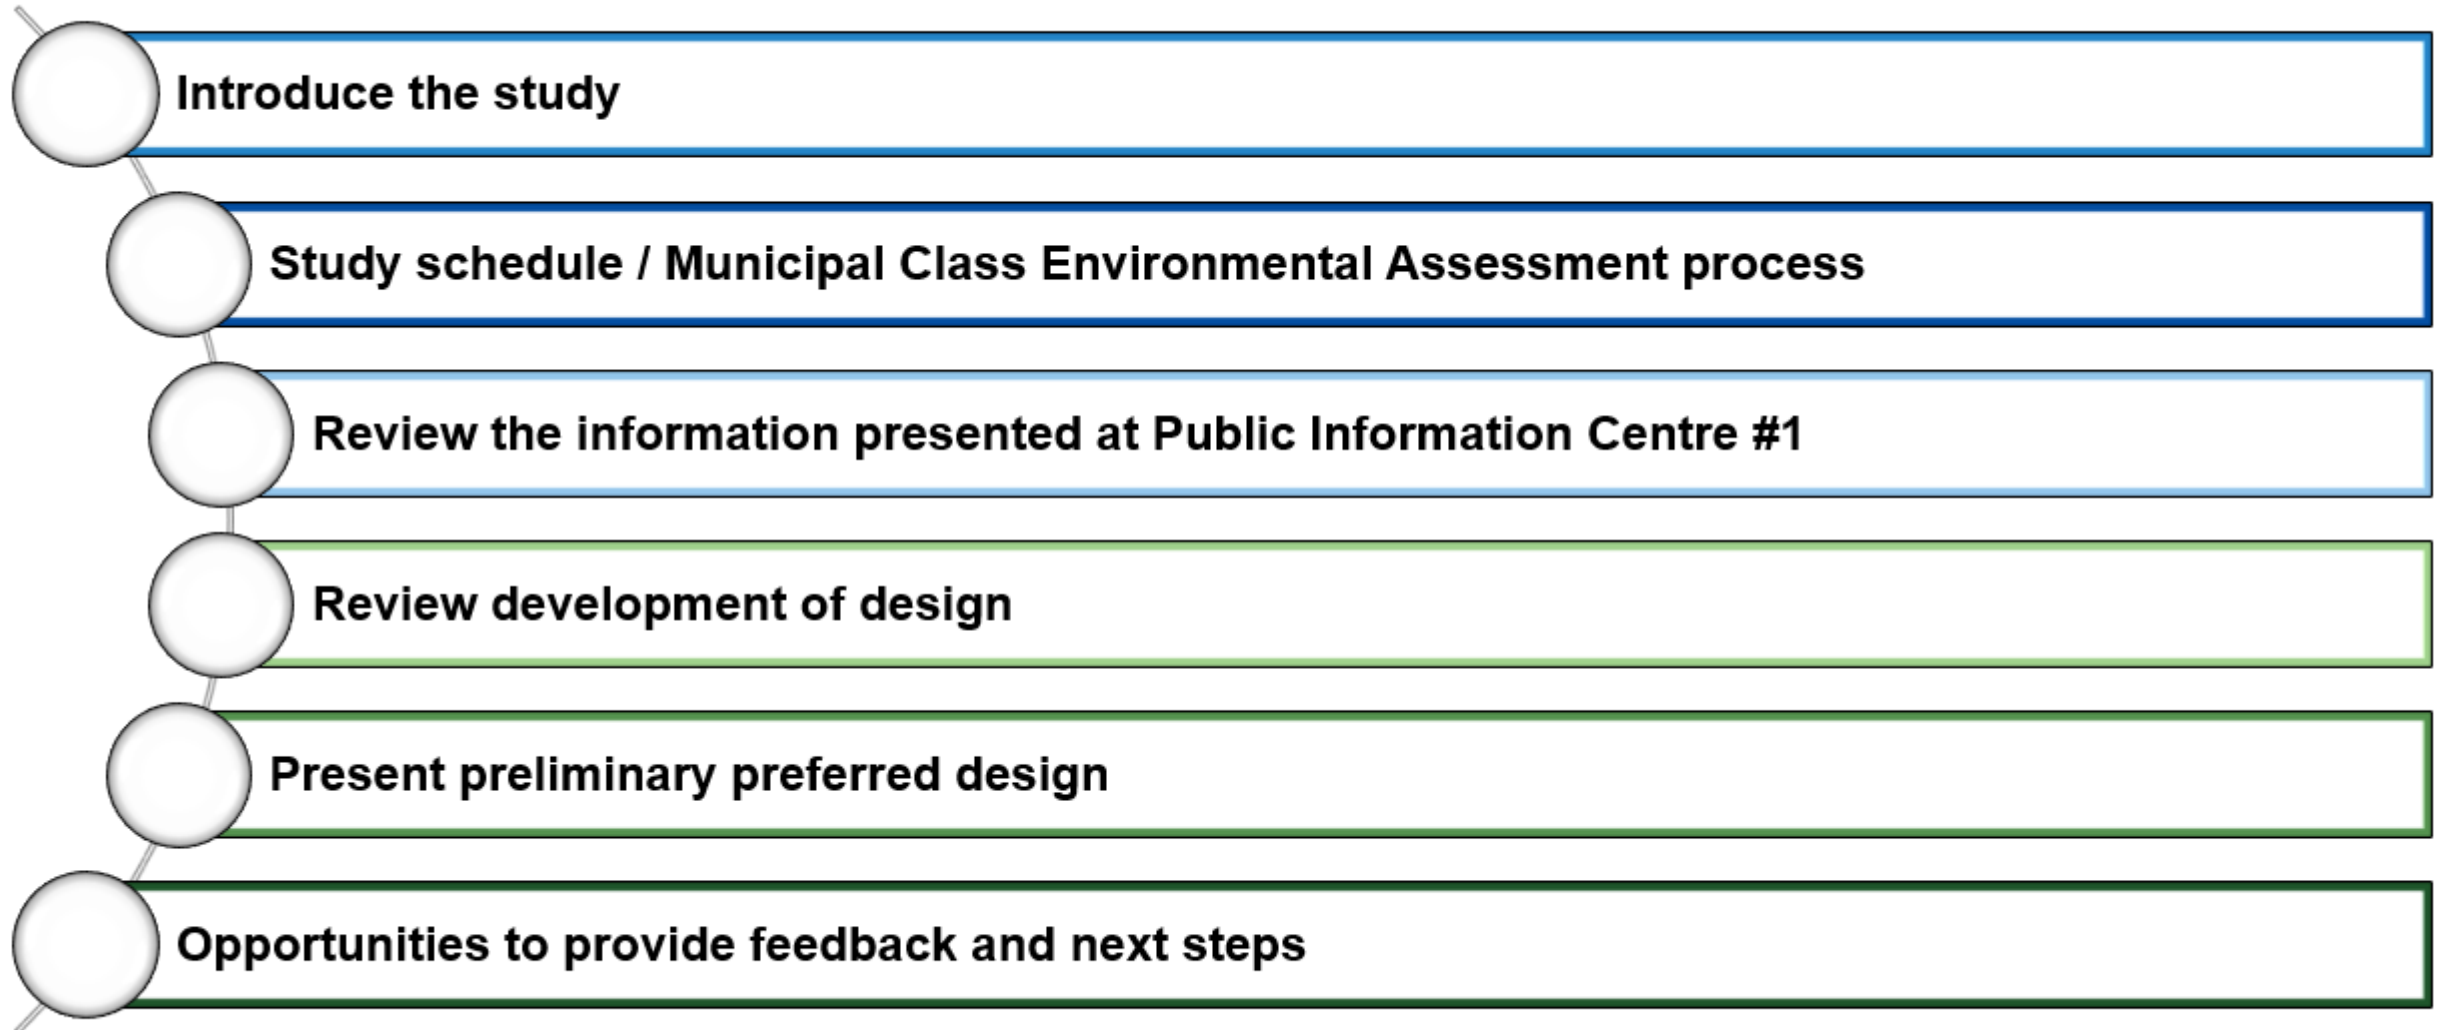 Introduce the study
Study schedule / Municipal Class Environmental Assessment process
Review the information presented at Public Information Centre #1
Review development of design
Present preliminary preferred design
Opportunities to provide feedback and next steps